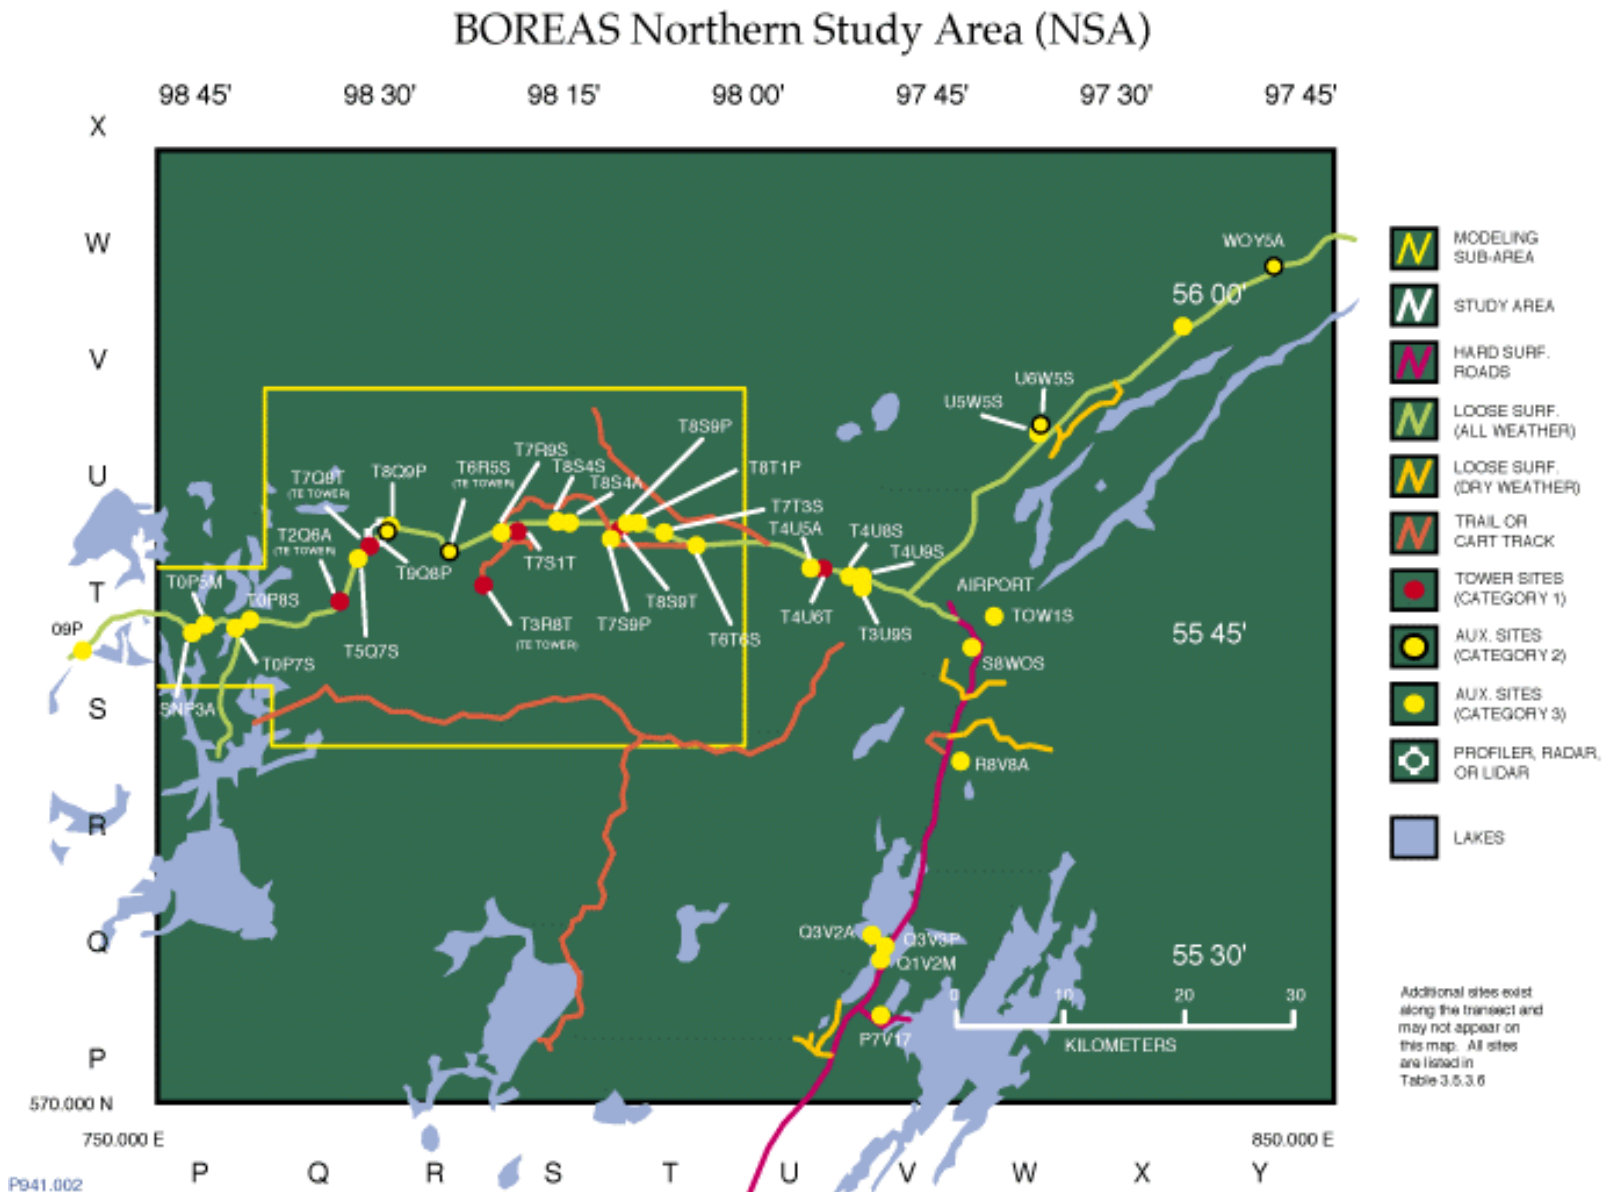 BOREAS Northern Study Area (NSA)
98 45' 98 30' 98 15' 98 00' 97 45' 97 30' 97 45'
X
W
V
U
T
S
R
Q
P
WOY5A
56 00'
U6W5S
U5W5S
T8S9P
T7R9S
T8T1P
T6R5S
(TE TOWER)
T8S4S
T8S4A
T7Q9T
(TE TOWER)
T8Q9P
T7T3S
T4U5A
T4U8S
T4U9S
T2Q6A
(TE TOWER)
T9Q8P
T7S1T
T0P5M
T0P8S
AIRPORT
TOW1S
T8S9T
T4U6T
T3R8T
(TE TOWER)
T7S9P
T6T6S
T3U9S
55 45'
09P
T5Q7S
T0P7S
S8WOS
SNP3A
R8V8A
Q3V2A
Q3V3P
Q1V2M
55 30'
0 10 20 30
KILOMETERS
P7V17
570.000 N
750.000 E
850.000 E
P Q R S T U V W X Y
P941.002
MODELING
SUB-AREA
STUDY AREA
HARD SURF.
ROADS
LOOSE SURF.
(ALL WEATHER)
LOOSE SURF.
(DRY WEATHER)
TRAIL OR
CART TRACK
TOWER SITES
(CATEGORY 1)
AUX. SITES
(CATEGORY 2)
AUX. SITES
(CATEGORY 3)
PROFILER, RADAR,
OR LIDAR
LAKES
Additional sites exist
along the transect and
may not appear on
this map. All sites
are listed in
Table 3.5.3.6